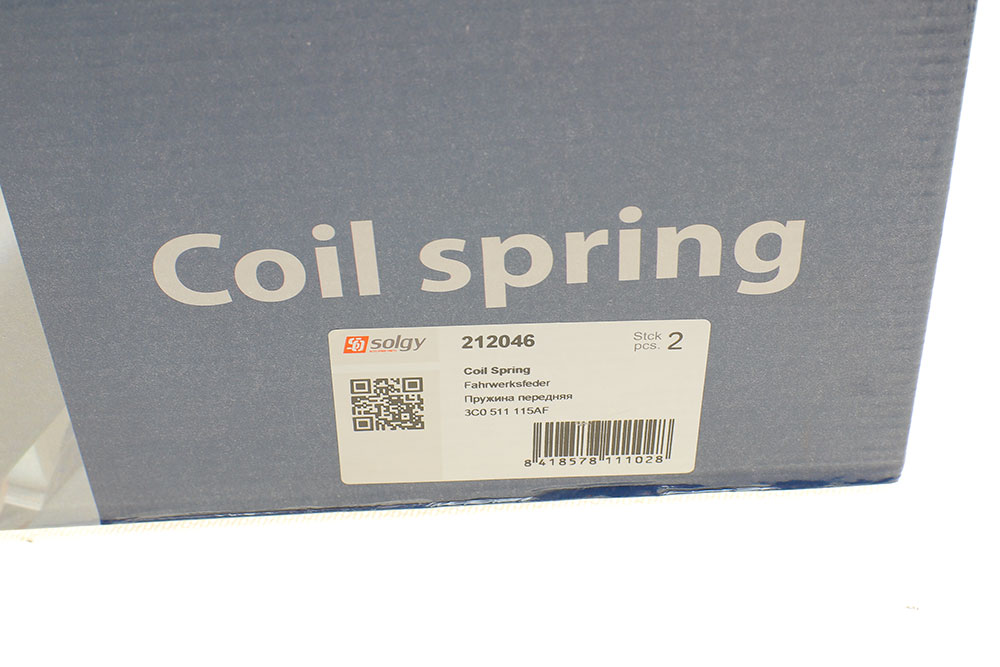 Coil spring
solgy
212046
Stck
pcs. 2
Coil Spring
Fahrwerksfeder
Пружина передняя
3C0 511 115AF
8 418578 111028